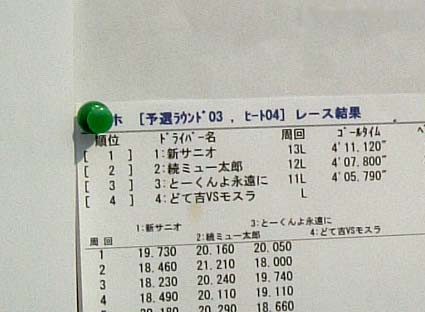 ホ [予選ﾗｳﾝﾄﾞ03 , ﾋｰﾄ04] レース結果
順位 ﾄﾞﾗｲﾊﾞｰ名 周回 ｺﾞｰﾙﾀｲﾑ
[ 1 ] 1:新サニオ 13L 4'11.120"
[ 2 ] 2:続ミュー太郎 12L 4'07.800"
[ 3 ] 3:とーくんよ永遠に 11L 4'05.790"
[ 4 ] 4:どて吉VSモスラ L
1:新サニオ 3:とーくんよ永遠に
周回 2:続ミュー太郎 4:どて吉VSモスラ
1 19.730 20.160 20.050
2 18.460 21.210 18.000
3 18.230 20.240 19.740
4 18.490 20.110 19.110
20.290 18.660